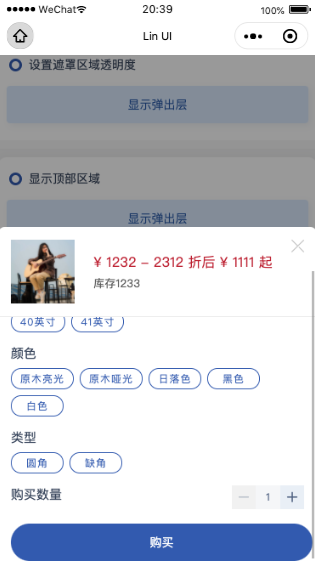 WeChat 20:39 100%
Lin UI
设置遮罩区域透明度
显示弹出层
显示顶部区域
显示弹出层
¥ 1232 – 2312 折后 ¥ 1111 起
库存1233
40英寸 41英寸
颜色
原木亮光 原木哑光 日落色 黑色
白色
类型
圆角 缺角
购买数量 1
购买